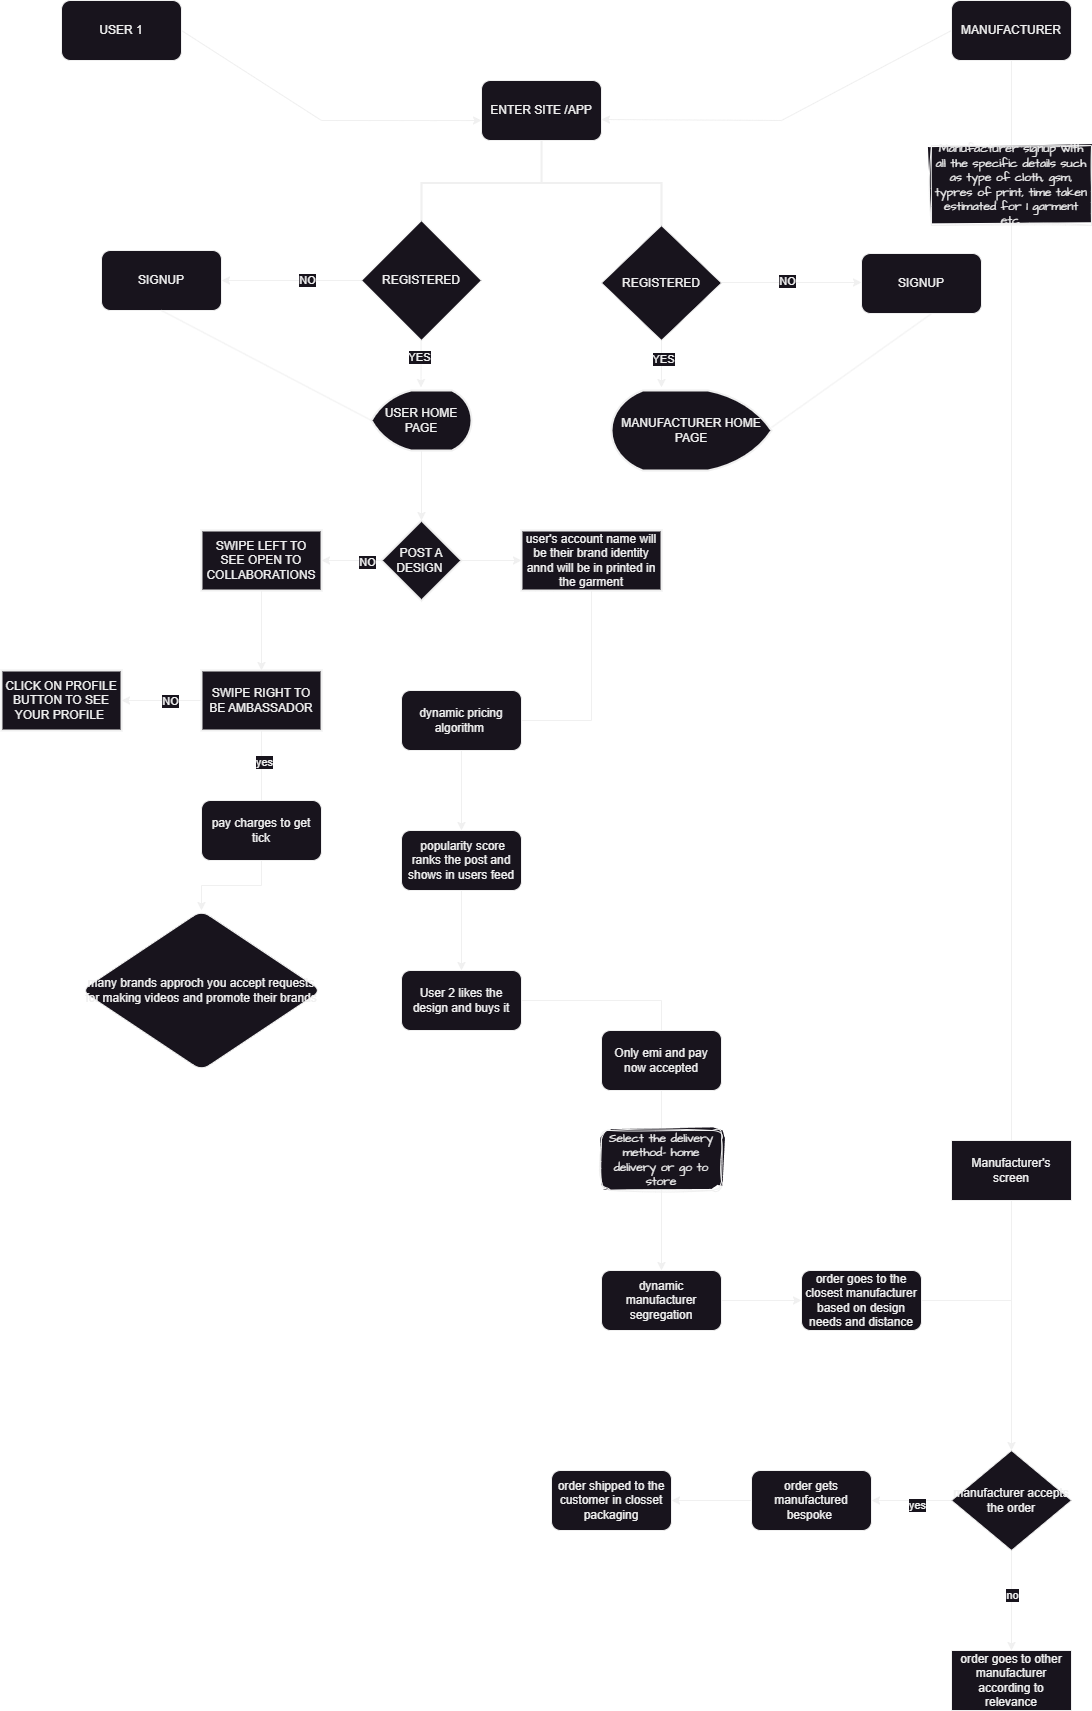 USER 1
MANUFACTURER
ENTER SITE /APP
Manufacturer signup with
all the specific details such
as type of cloth, gsm,
typres of print, time taken
estimated for 1 garment
etc
SIGNUP
NO
REGISTERED
REGISTERED
NO
SIGNUP
YES
YES
USER HOME
PAGE
MANUFACTURER HOME
PAGE
SWIPE LEFT TO
SEE OPEN TO
COLLABORATIONS
NO
POST A
DESIGN
user's account name will
be their brand identity
annd will be in printed in
the garment
CLICK ON PROFILE
BUTTON TO SEE
YOUR PROFILE
NO
SWIPE RIGHT TO
BE AMBASSADOR
dynamic pricing
algorithm
yes
pay charges to get
tick
popularity score
ranks the post and
shows in users feed
many brands approch you accept requests
for making videos and promote their brands
User 2 likes the
design and buys it
Only emi and pay
now accepted
Select the delivery
method- home
delivery or go to
store
Manufacturer's
screen
dynamic
manufacturer
segregation
order goes to the
closest manufacturer
based on design
needs and distance
order shipped to the
customer in closset
packaging
order gets
manufactured
bespoke
yes
manufacturer accepts
the order
no
order goes to other
manufacturer
according to
relevance